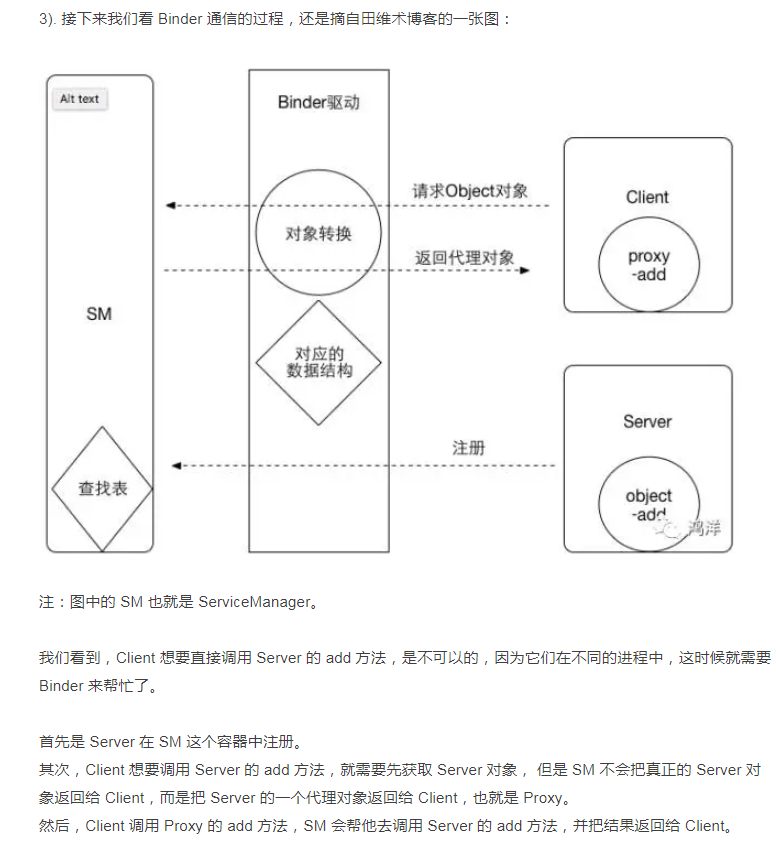 3). 接下来我们看 Binder 通信的过程，还是摘自田维术博客的一张图：
Alt text
Binder驱动
请求Object对象
Client
对象转换
返回代理对象
proxy
-add
SM
对应的
数据结构
Server
注册
查找表
object
-add
鸿洋
注：图中的 SM 也就是 ServiceManager。
我们看到，Client 想要直接调用 Server 的 add 方法，是不可以的，因为它们在不同的进程中，这时候就需要
Binder 来帮忙了。
首先是 Server 在 SM 这个容器中注册。
其次，Client 想要调用 Server 的 add 方法，就需要先获取 Server 对象， 但是 SM 不会把真正的 Server 对
象返回给 Client，而是把 Server 的一个代理对象返回给 Client，也就是 Proxy。
然后，Client 调用 Proxy 的 add 方法，SM 会帮他去调用 Server 的 add 方法，并把结果返回给 Client。